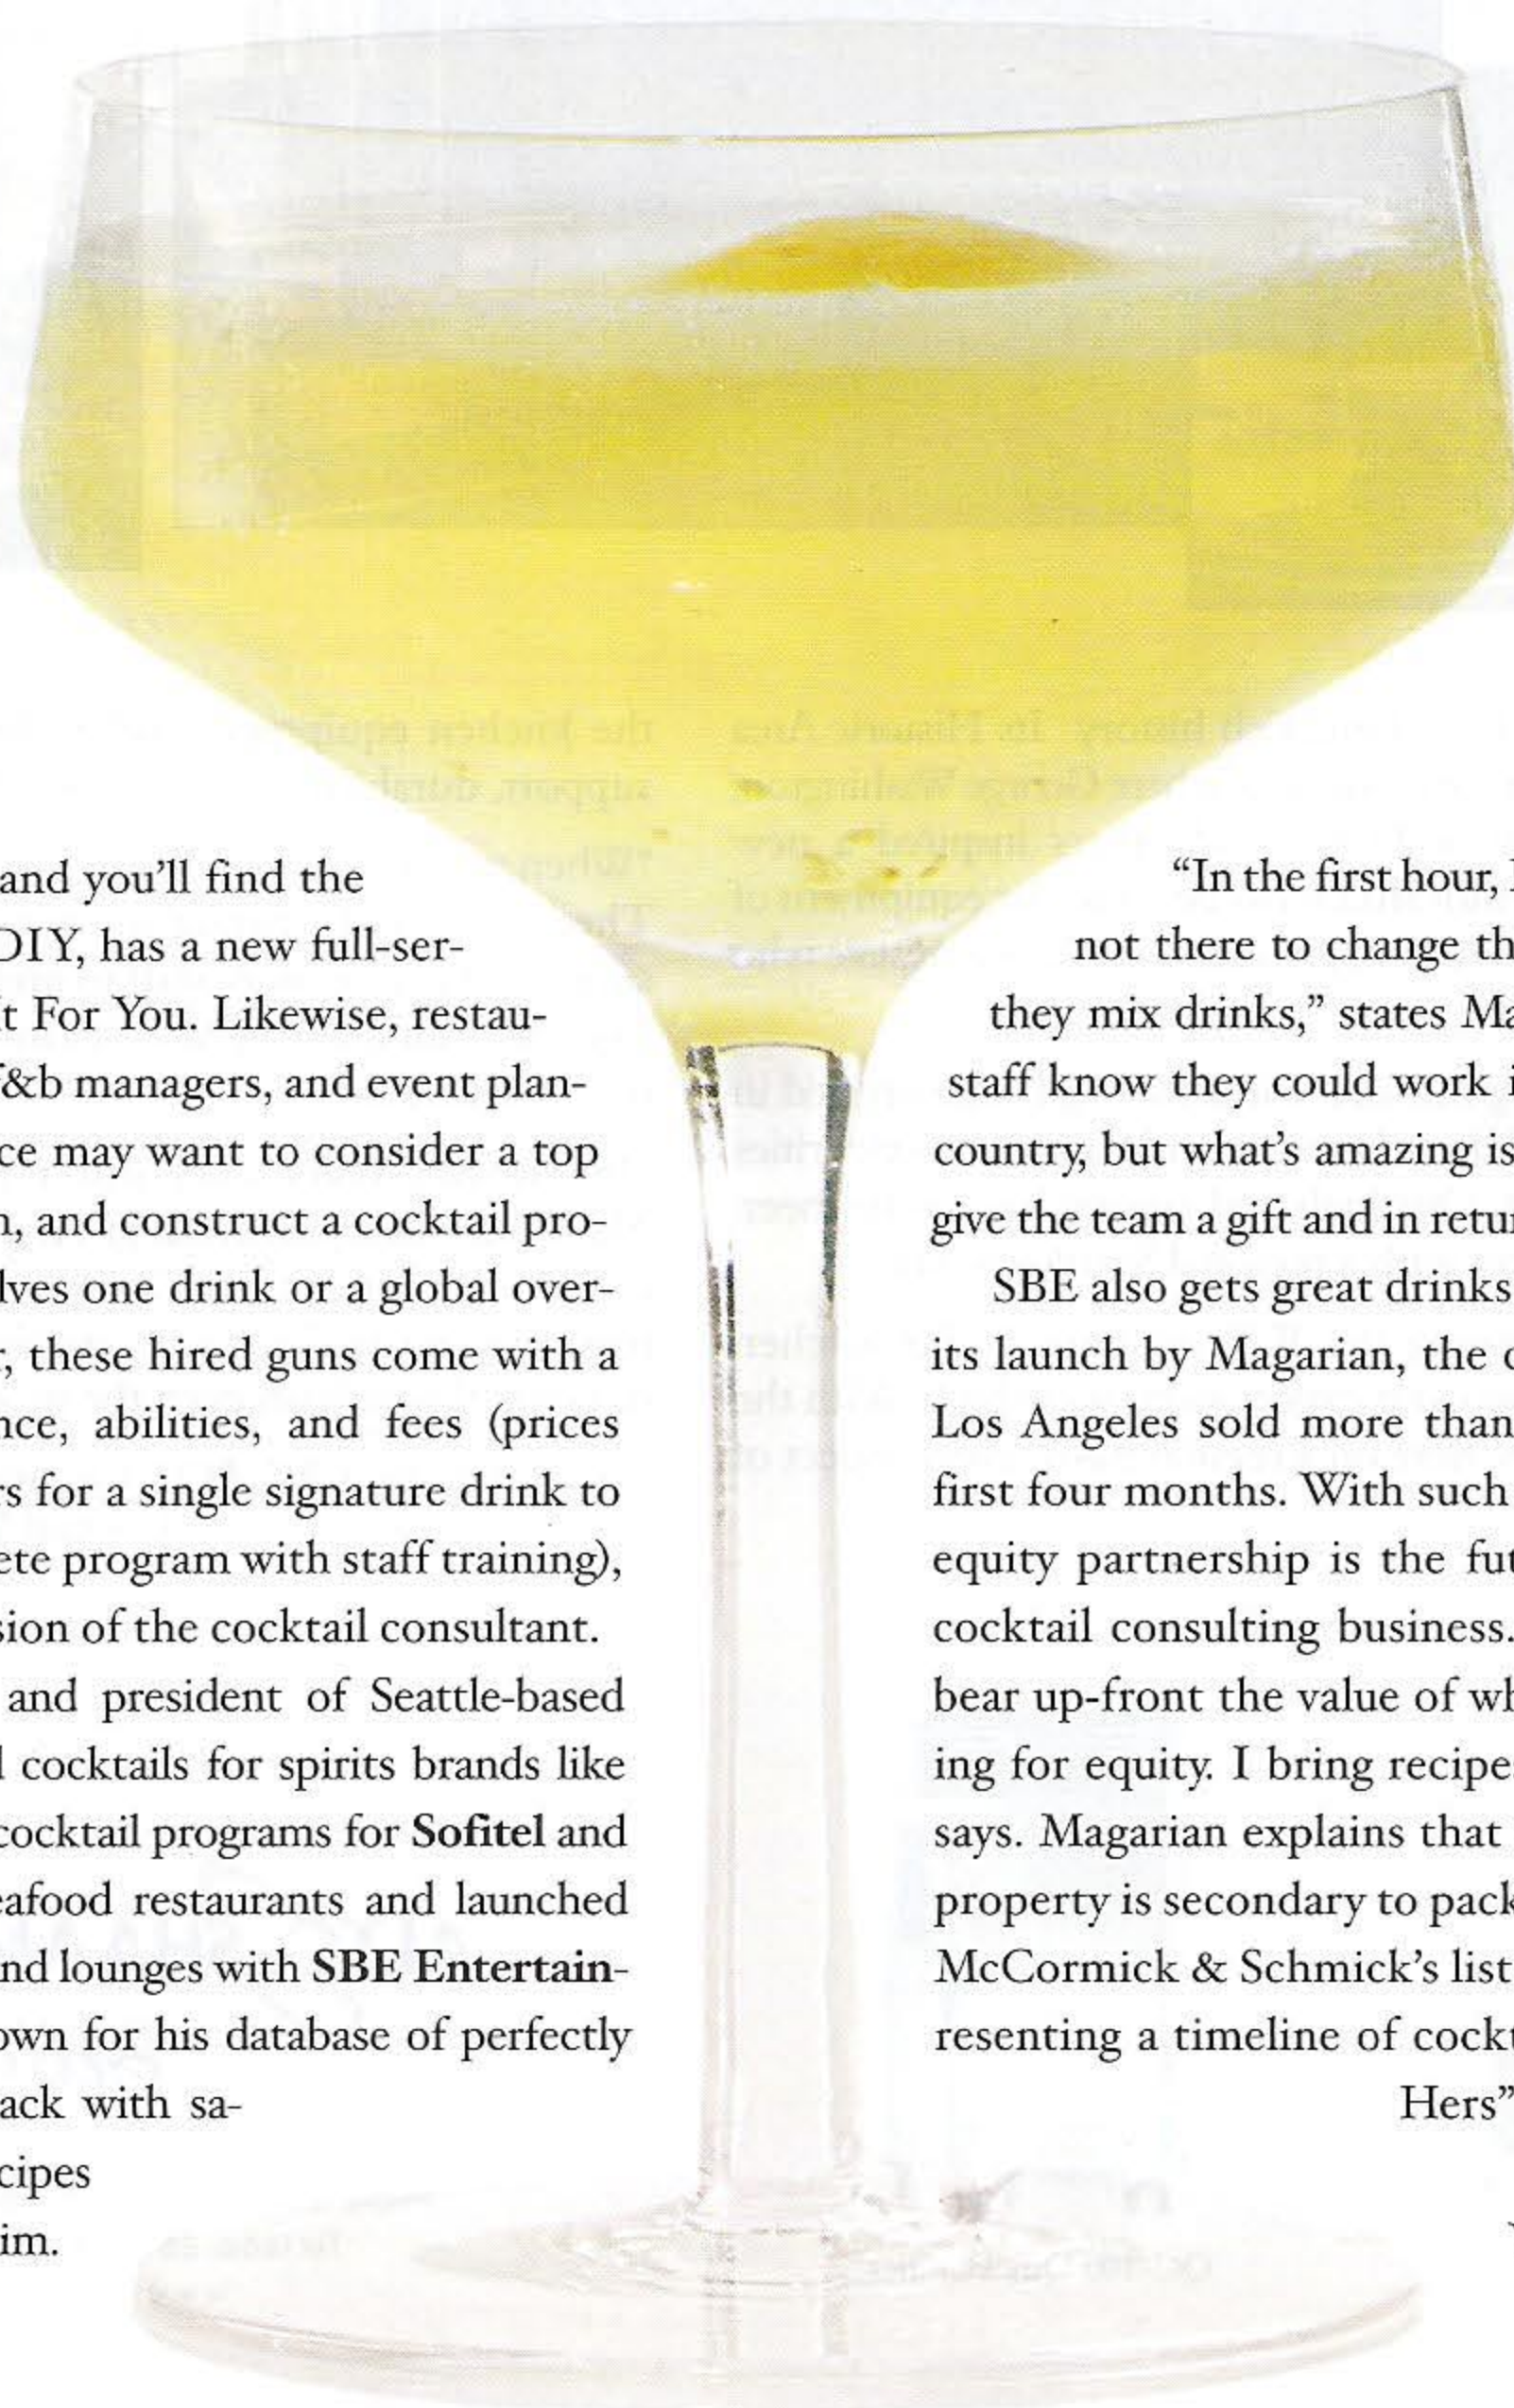 and you'll find the
DIY, has a new full-ser-
t For You. Likewise, restau-
f&b managers, and event plan-
ce may want to consider a top
n, and construct a cocktail pro-
lves one drink or a global over-
r, these hired guns come with a
nce, abilities, and fees (prices
rs for a single signature drink to
ete program with staff training),
sion of the cocktail consultant.
and president of Seattle-based
l cocktails for spirits brands like
cocktail programs for Sofitel and
eafood restaurants and launched
nd lounges with SBE Entertain-
own for his database of perfectly
ack with sa-
cipes
im.
“In the first hour, I
not there to change th
they mix drinks,” states Ma
staff know they could work i
country, but what's amazing is
give the team a gift and in retur
SBE also gets great drinks
its launch by Magarian, the c
Los Angeles sold more than
first four months. With such
equity partnership is the fut
cocktail consulting business.
bear up-front the value of wh
ing for equity. I bring recipes
says. Magarian explains that
property is secondary to pack
McCormick & Schmick's list
resenting a timeline of cockt
Hers”